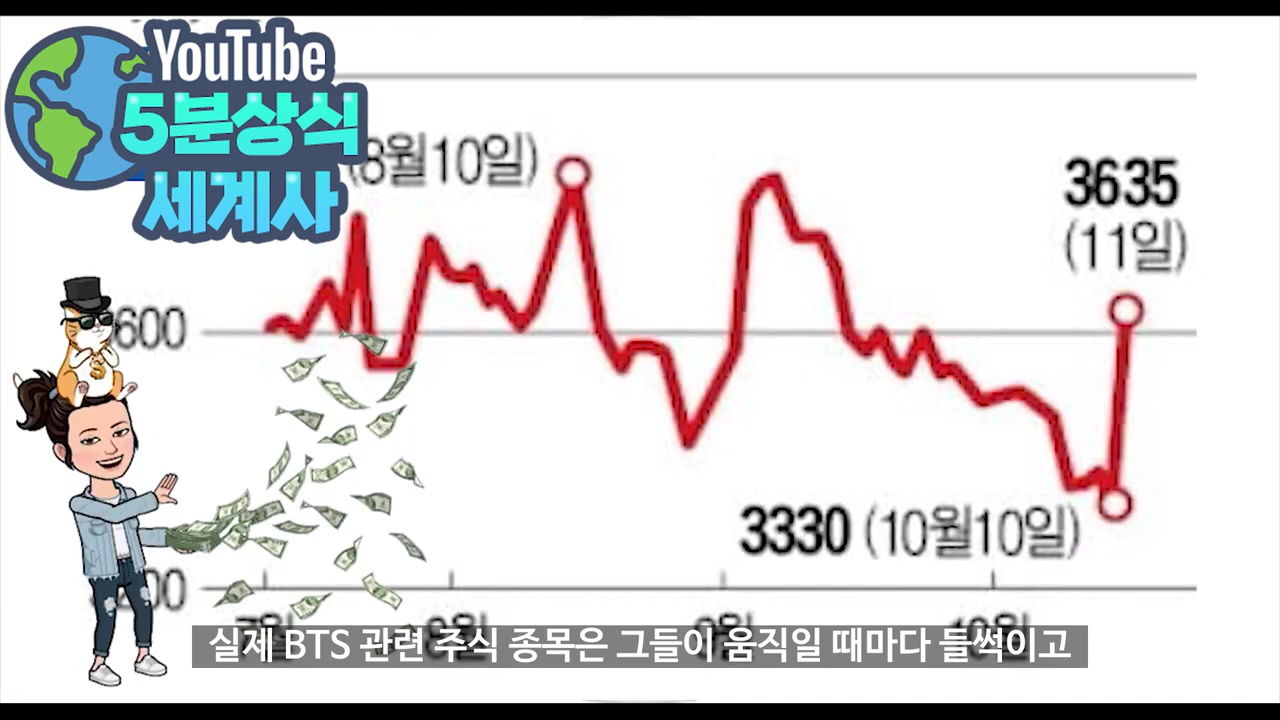 YouTube
5분상식
세계사
(8월10일)
3635
(11일)
600
3330 (10월10일)
실제 BTS 관련 주식 종목은 그들이 움직일 때마다 들썩이고